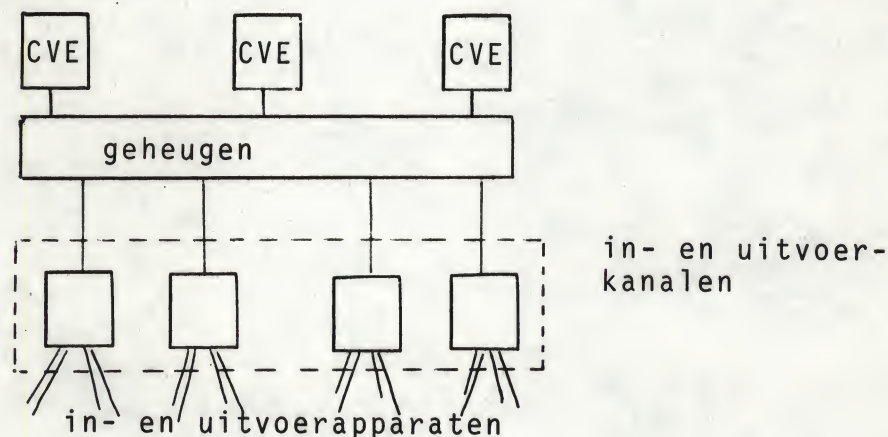 CVE CVE CVE
geheugen
in- en uitvoer-
kanalen
in- en uitvoerapparaten